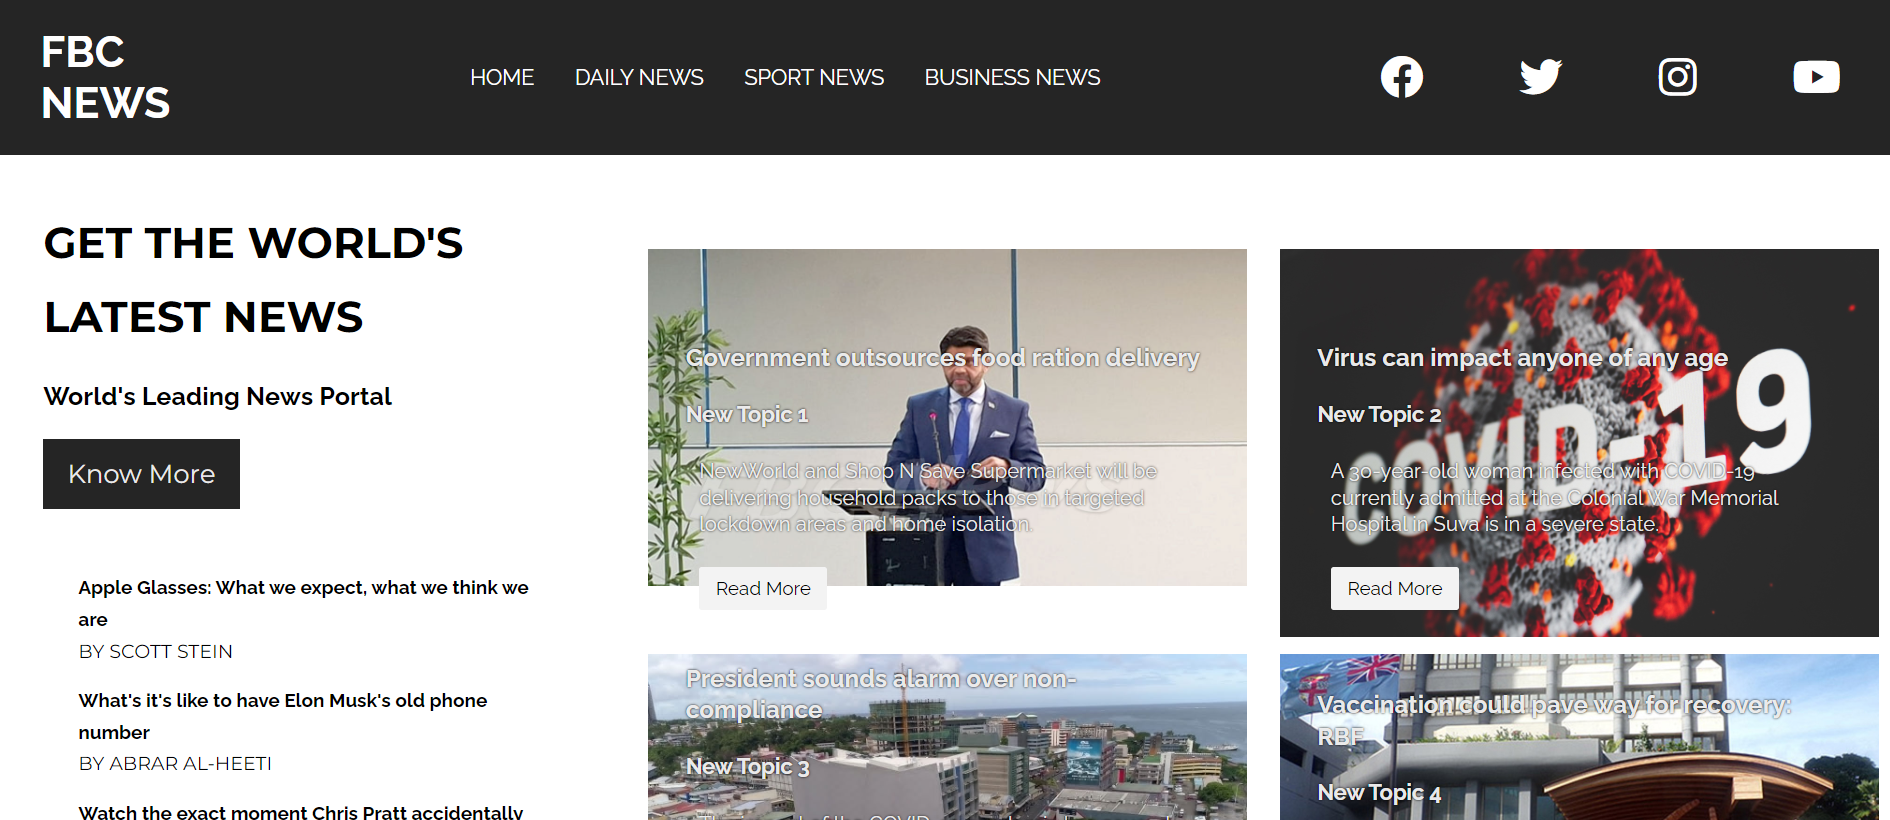 FBC
NEWS
HOME
DAILY NEWS
SPORT NEWS
BUSINESS NEWS
GET THE WORLD'S
LATEST NEWS
World's Leading News Portal
Know More
Apple Glasses: What we expect, what we think we
are
BY SCOTT STEIN
What's it's like to have Elon Musk's old phone
number
BY ABRAR AL-HEETI
Watch the exact moment Chris Pratt accidentally
Government outsources food ration delivery
New Topic 1
NewWorld and Shop N Save Supermarket will be
delivering household packs to those in targeted
lockdown areas and home isolation.
Read More
Virus can impact anyone of any age
New Topic 2
COVID-19
A 30-year-old woman infected with COVID-19
currently admitted at the Colonial War Memorial
Hospital in Suva is in a severe state.
Read More
President sounds alarm over non-
compliance
New Topic 3
Vaccination could pave way for recovery:
RBF
New Topic 4